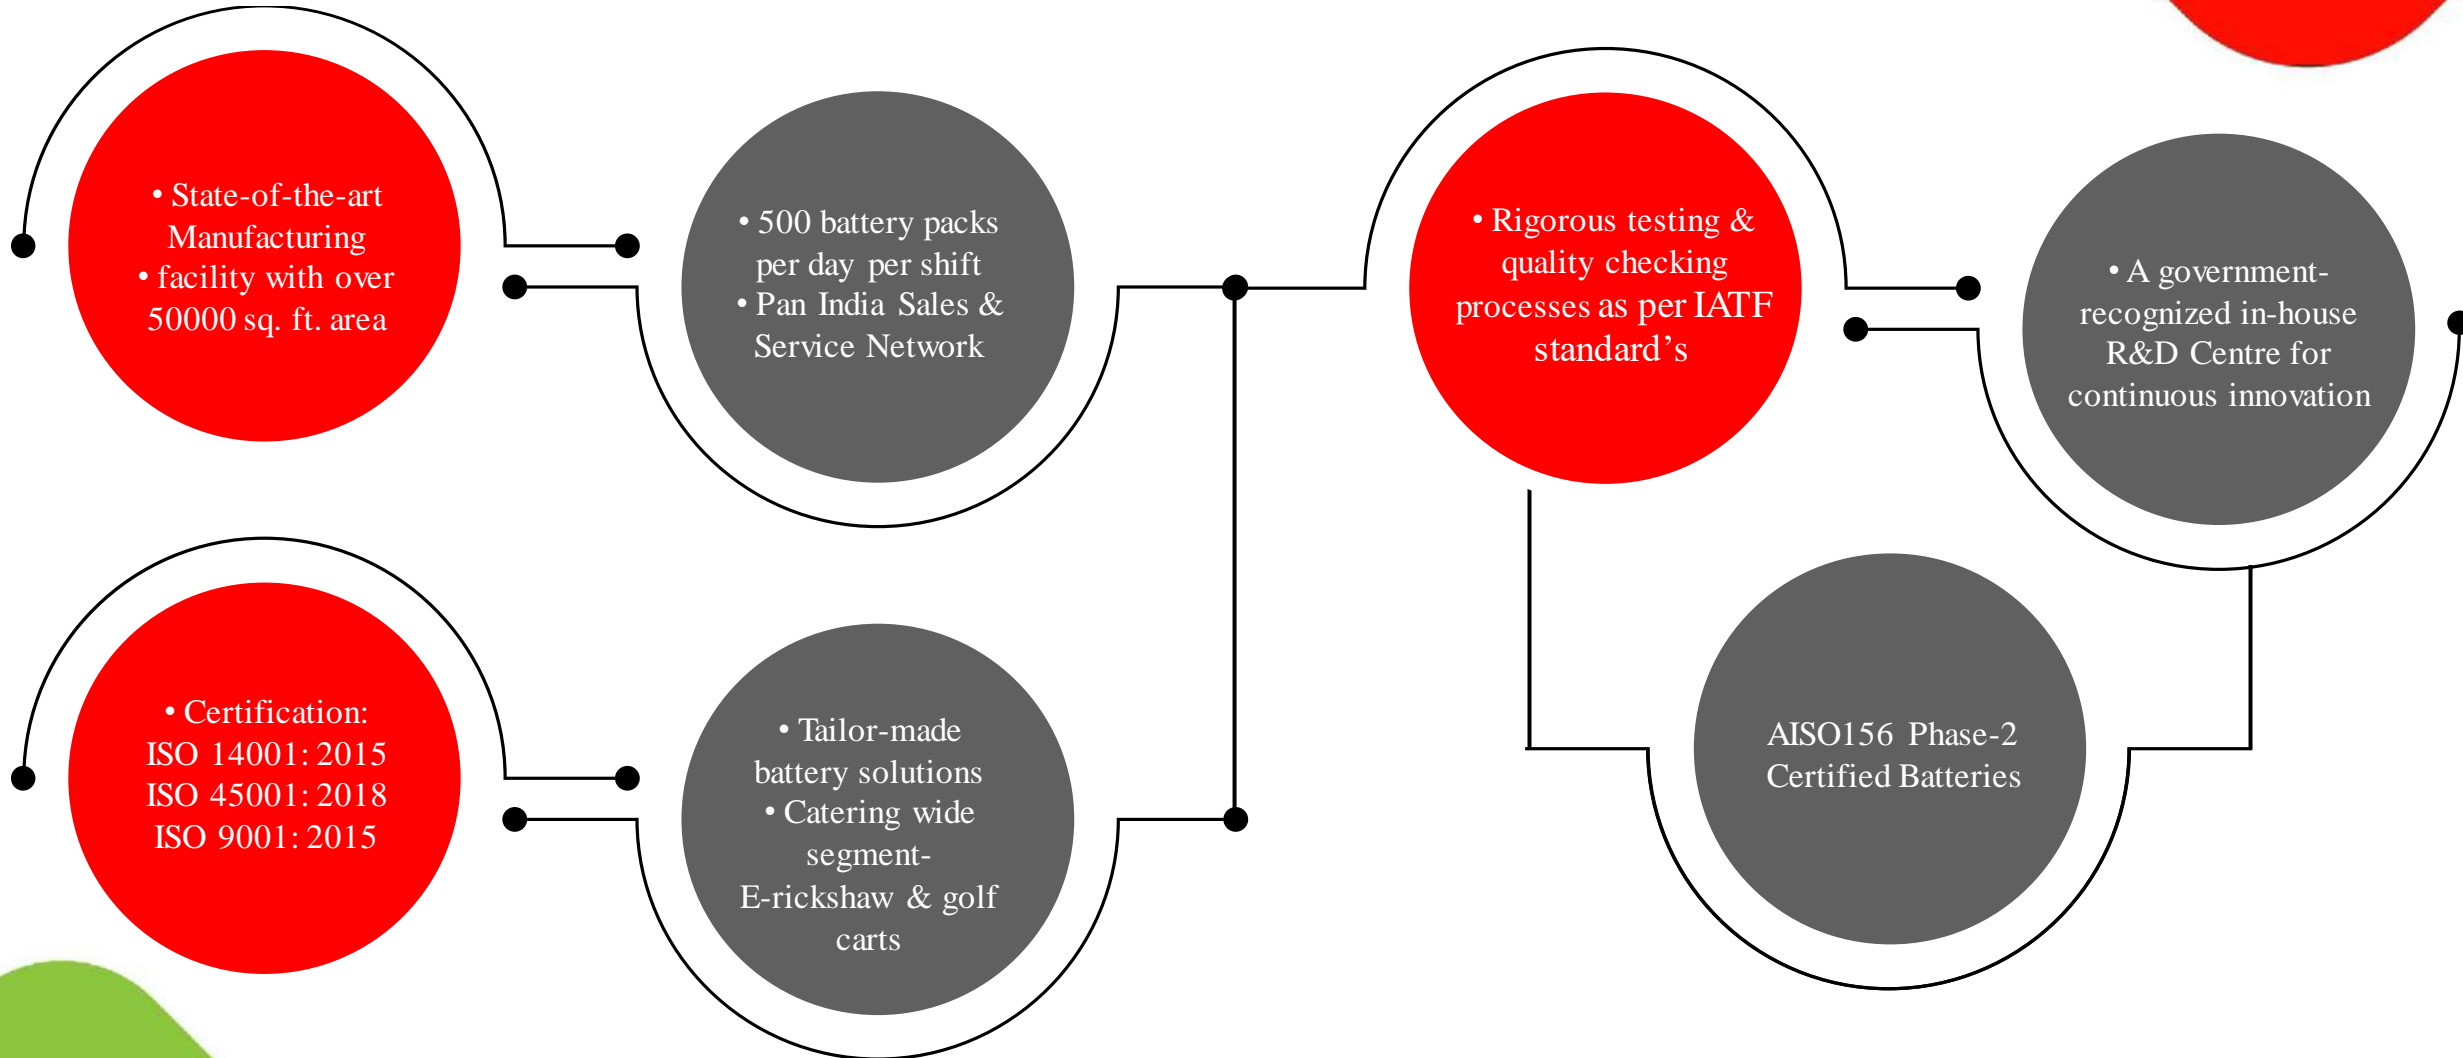 • State-of-the-art
Manufacturing
• facility with over
50000 sq. ft. area
• 500 battery packs
per day per shift
• Pan India Sales &
Service Network
• Rigorous testing &
quality checking
processes as per IATF
standard’s
• A government-
recognized in-house
R&D Centre for
continuous innovation
• Certification:
ISO 14001: 2015
ISO 45001: 2018
ISO 9001: 2015
• Tailor-made
battery solutions
• Catering wide
segment-
E-rickshaw & golf
carts
AISO156 Phase-2
Certified Batteries